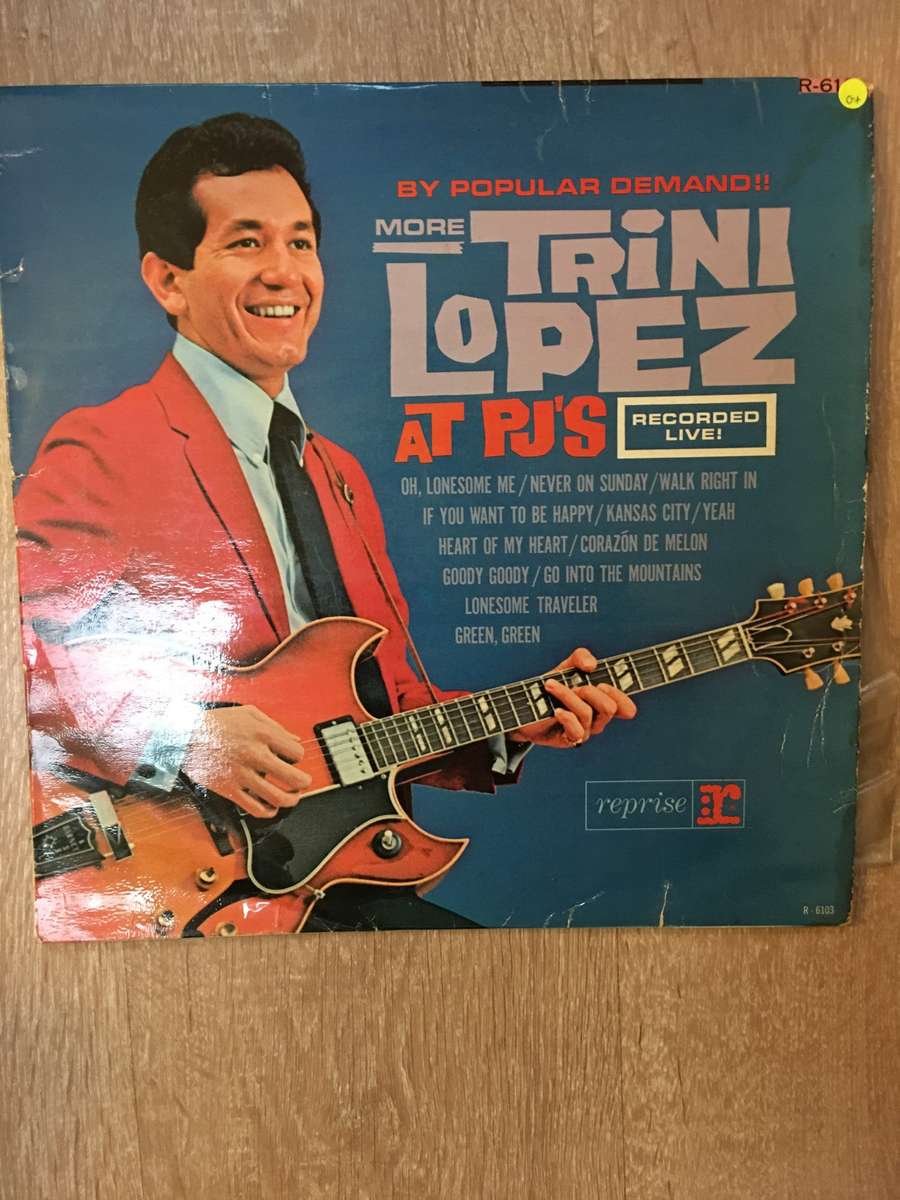 R-61
04
BY POPULAR DEMAND!!
MORE
TRINI
LOPEZ
AT PJ'S
RECORDED
LIVE!
OH, LONESOME ME/NEVER ON SUNDAY/WALK RIGHT IN
IF YOU WANT TO BE HAPPY/KANSAS CITY/YEAH
HEART OF MY HEART/CORAZÓN DE MELON
GOODY GOODY/GO INTO THE MOUNTAINS
LONESOME TRAVELER
GREEN, GREEN
reprise r
R-6103